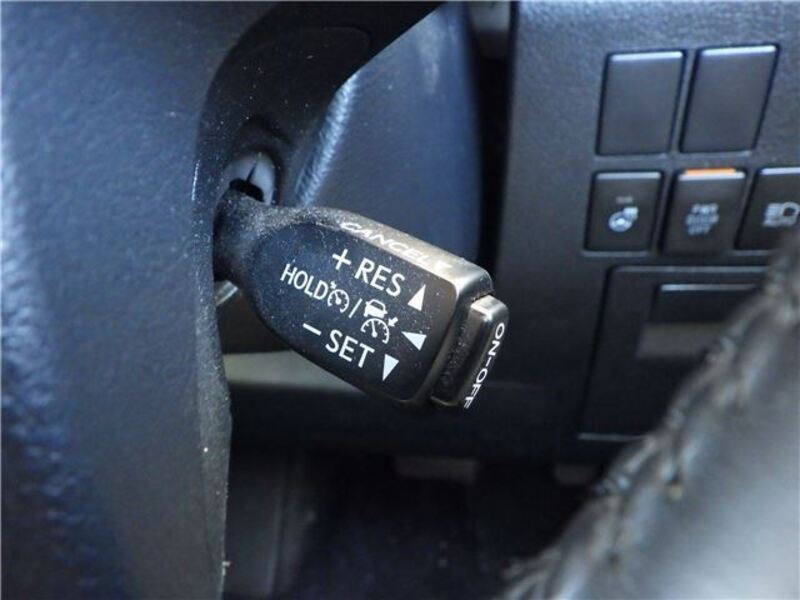 CANCEL
+ RES ▲
HOLD / ◀
− SET ▼
ON-OFF